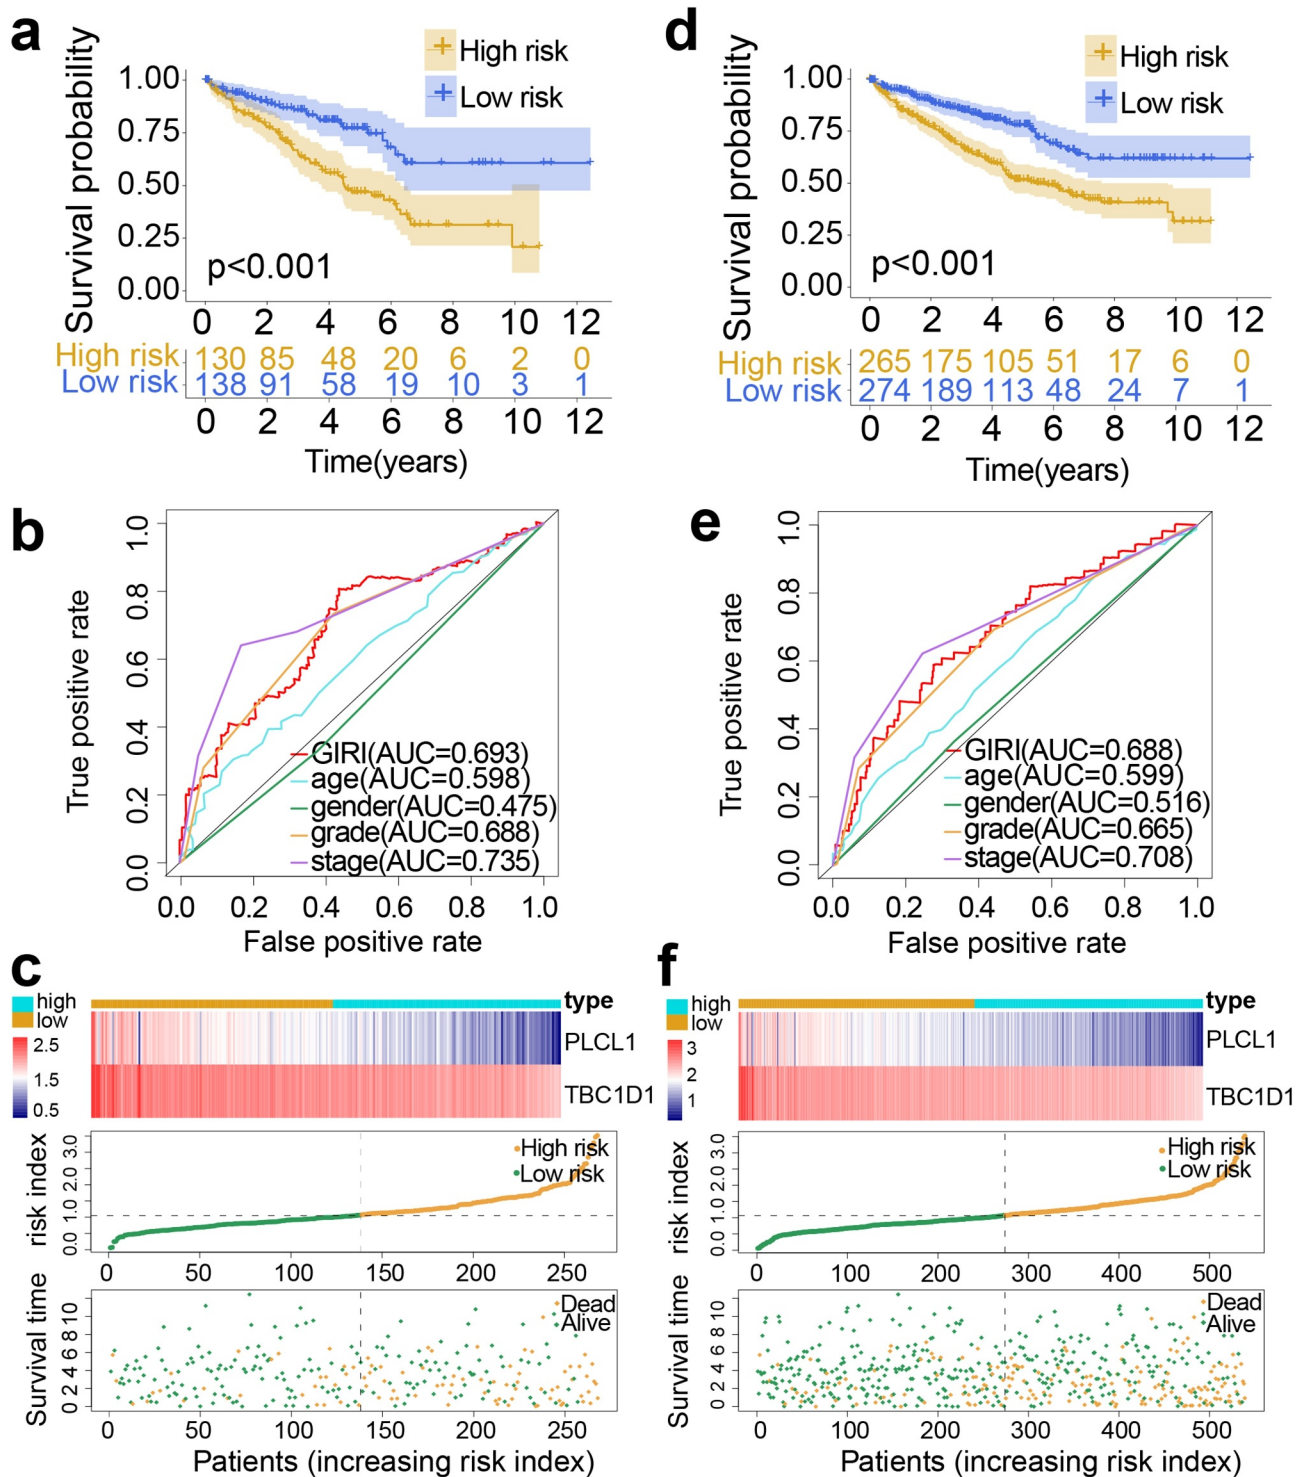 a
Survival probability
High risk
Low risk
1.00
0.75
0.50
0.25
0.00
p<0.001
0 2 4 6 8 10 12
High risk 130 85 48 20 6 2 0
Low risk 138 91 58 19 10 3 1
0 2 4 6 8 10 12
Time(years)
d
Survival probability
High risk
Low risk
1.00
0.75
0.50
0.25
0.00
p<0.001
0 2 4 6 8 10 12
High risk 265 175 105 51 17 6 0
Low risk 274 189 113 48 24 7 1
0 2 4 6 8 10 12
Time(years)
b
True positive rate
0.0 0.2 0.4 0.6 0.8 1.0
GIRI(AUC=0.693)
age(AUC=0.598)
gender(AUC=0.475)
grade(AUC=0.688)
stage(AUC=0.735)
0.0 0.2 0.4 0.6 0.8 1.0
False positive rate
e
True positive rate
0.0 0.2 0.4 0.6 0.8 1.0
GIRI(AUC=0.688)
age(AUC=0.599)
gender(AUC=0.516)
grade(AUC=0.665)
stage(AUC=0.708)
0.0 0.2 0.4 0.6 0.8 1.0
False positive rate
c
high
low
2.5
1.5
0.5
type
PLCL1
TBC1D1
risk index
0.0 1.0 2.0 3.0
High risk
Low risk
0 50 100 150 200 250
Survival time
0 2 4 6 8 10
Dead
Alive
0 50 100 150 200 250
Patients (increasing risk index)
f
high
low
3
2
1
type
PLCL1
TBC1D1
risk index
0.0 1.0 2.0 3.0
High risk
Low risk
0 100 200 300 400 500
Survival time
0 2 4 6 8 10
Dead
Alive
0 100 200 300 400 500
Patients (increasing risk index)